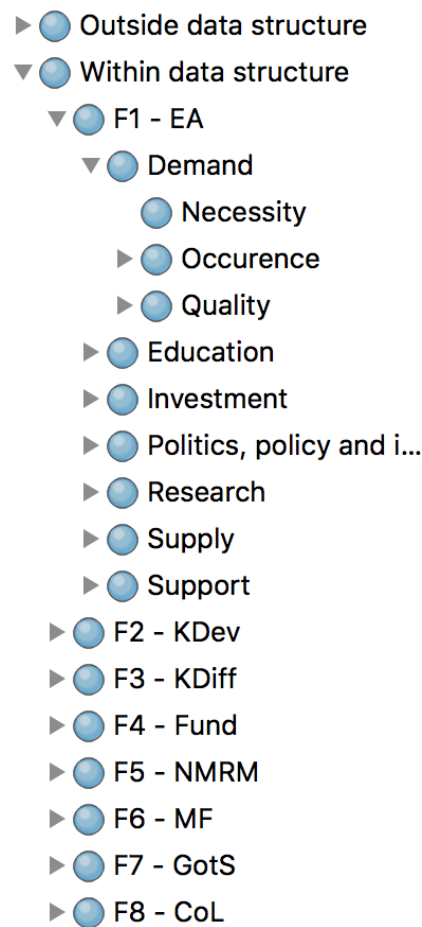 Outside data structure
Within data structure
F1 - EA
Demand
Necessity
Occurence
Quality
Education
Investment
Politics, policy and i...
Research
Supply
Support
F2 - KDev
F3 - KDiff
F4 - Fund
F5 - NMRM
F6 - MF
F7 - GotS
F8 - CoL